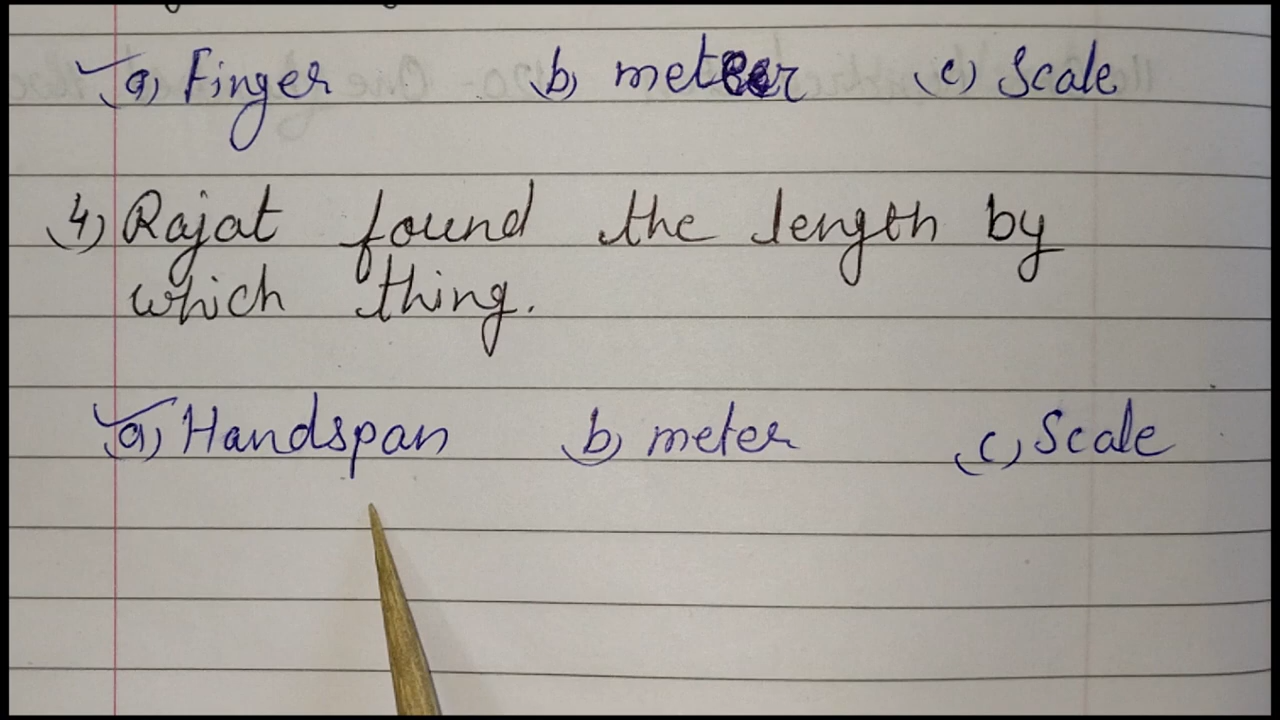 a) Finger b) meter c) Scale
4) Rajat found the length by
which thing.
a) Handspan b) meter c) Scale